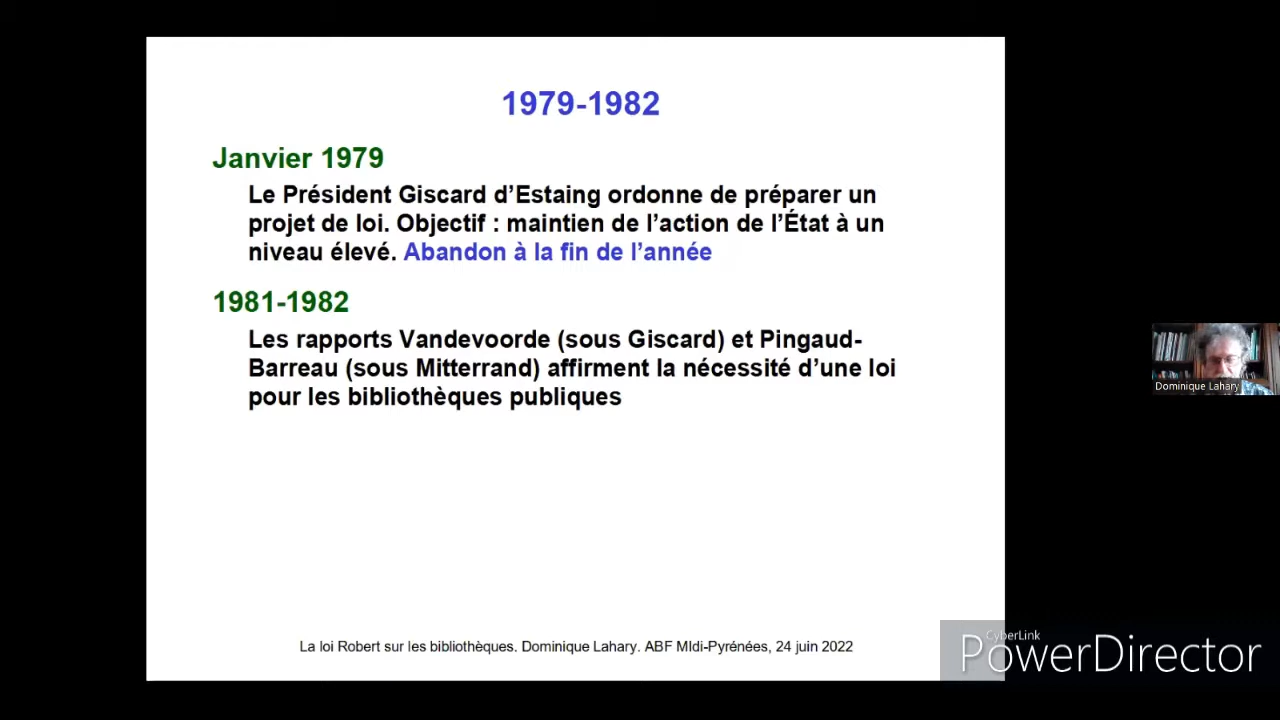 1979-1982
Janvier 1979
Le Président Giscard d’Estaing ordonne de préparer un
projet de loi. Objectif : maintien de l’action de l’État à un
niveau élevé. Abandon à la fin de l’année
1981-1982
Les rapports Vandevoorde (sous Giscard) et Pingaud-
Barreau (sous Mitterrand) affirment la nécessité d’une loi
pour les bibliothèques publiques
Dominique Lahary
La loi Robert sur les bibliothèques. Dominique Lahary. ABF MIdi-Pyrénées, 24 juin 2022
CyberLink
PowerDirector